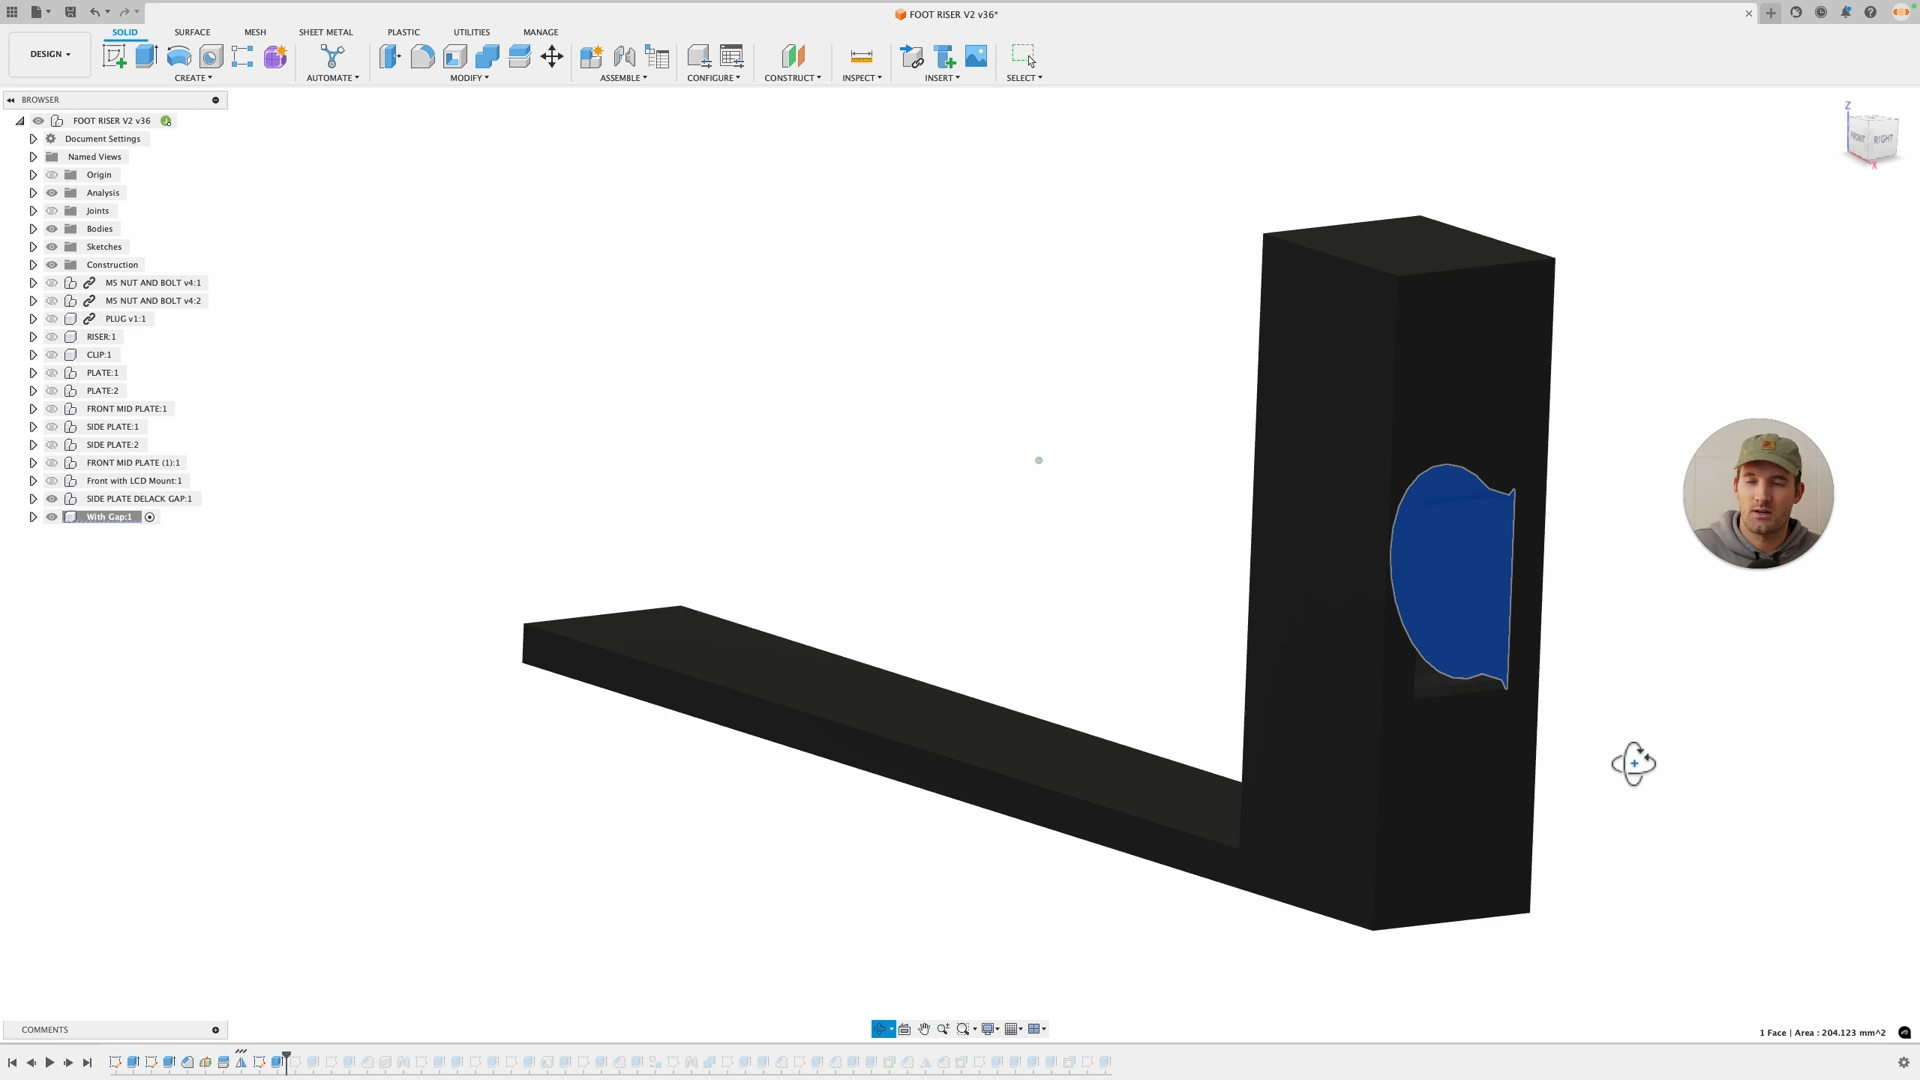 FOOT RISER V2 v36*
DESIGN
SOLID
SURFACE
MESH
SHEET METAL
PLASTIC
UTILITIES
MANAGE
CREATE
AUTOMATE
MODIFY
ASSEMBLE
CONFIGURE
CONSTRUCT
INSPECT
INSERT
SELECT
BROWSER
FOOT RISER V2 v36
Document Settings
Named Views
Origin
Analysis
Joints
Bodies
Sketches
Construction
M5 NUT AND BOLT v4:1
M5 NUT AND BOLT v4:2
PLUG v1:1
RISER:1
CLIP:1
PLATE:1
PLATE:2
FRONT MID PLATE:1
SIDE PLATE:1
SIDE PLATE:2
FRONT MID PLATE (1):1
Front with LCD Mount:1
SIDE PLATE DELACK GAP:1
With Gap:1
Z
FRONT
RIGHT
X
COMMENTS
1 Face | Area : 204.123 mm^2